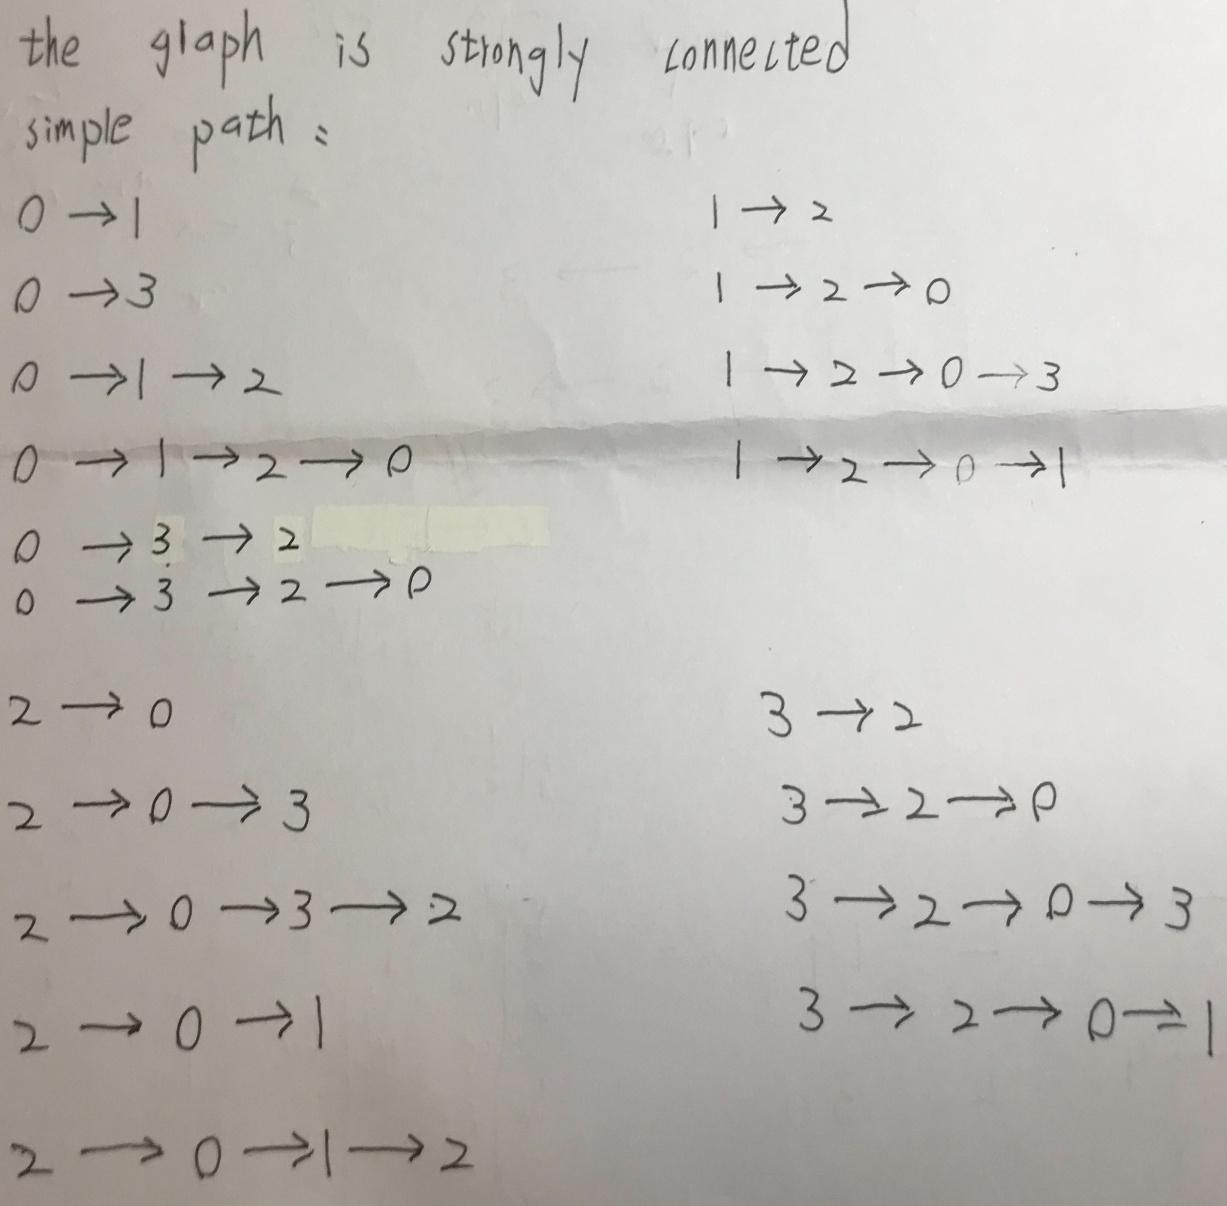 the graph is strongly connected
simple path :
0 → 1
0 → 3
0 → 1 → 2
0 → 1 → 2 → 0
0 → 3 → 2
0 → 3 → 2 → 0
1 → 2
1 → 2 → 0
1 → 2 → 0 → 3
1 → 2 → 0 → 1
2 → 0
2 → 0 → 3
2 → 0 → 3 → 2
2 → 0 → 1
2 → 0 → 1 → 2
3 → 2
3 → 2 → 0
3 → 2 → 0 → 3
3 → 2 → 0 → 1